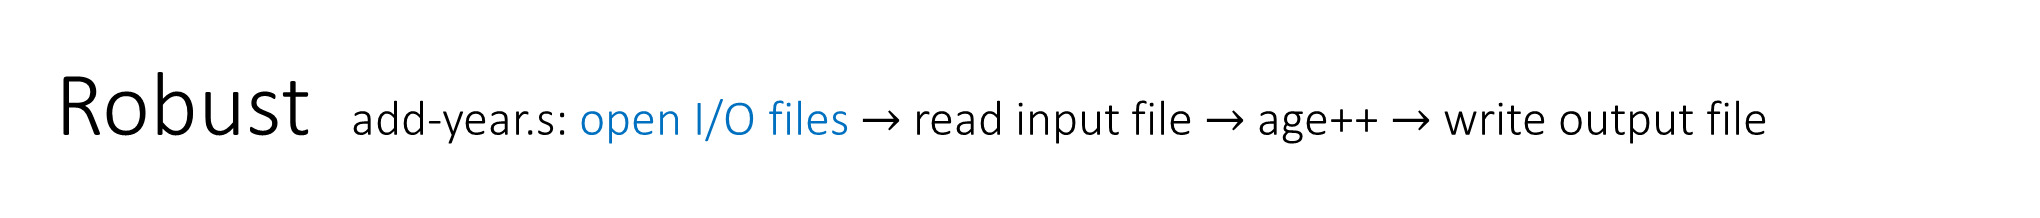 Robust add-year.s: open I/O files → read input file → age++ → write output file